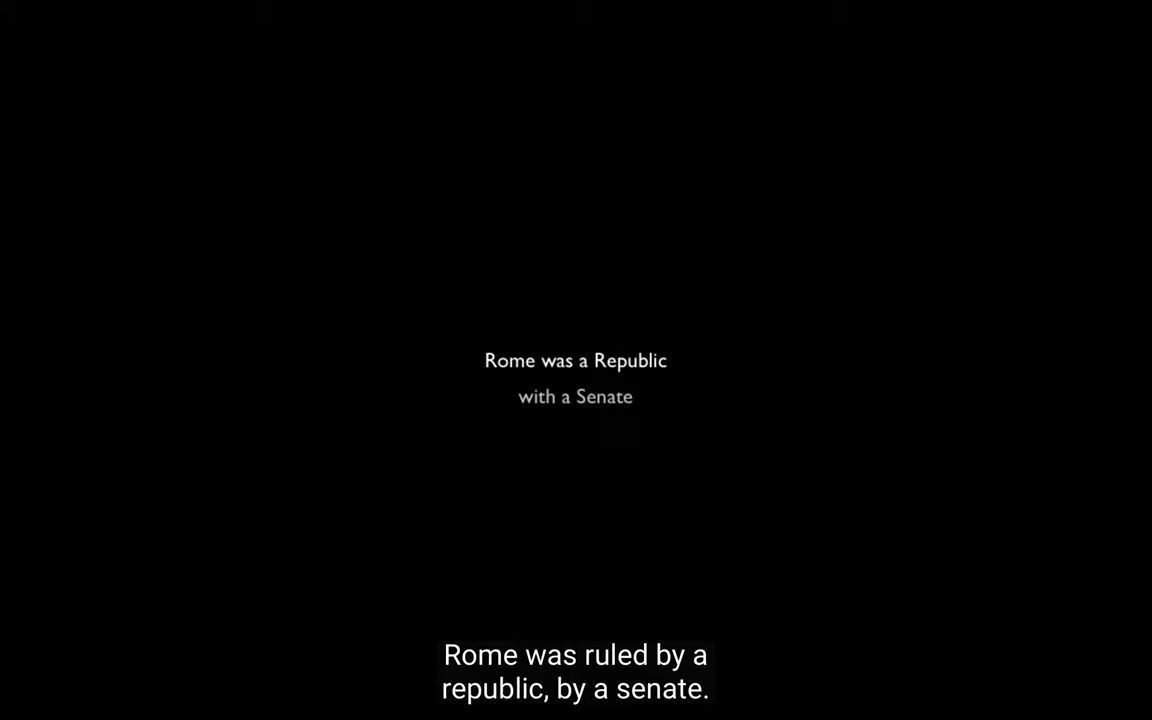 Rome was a Republic
with a Senate
Rome was ruled by a
republic, by a senate.